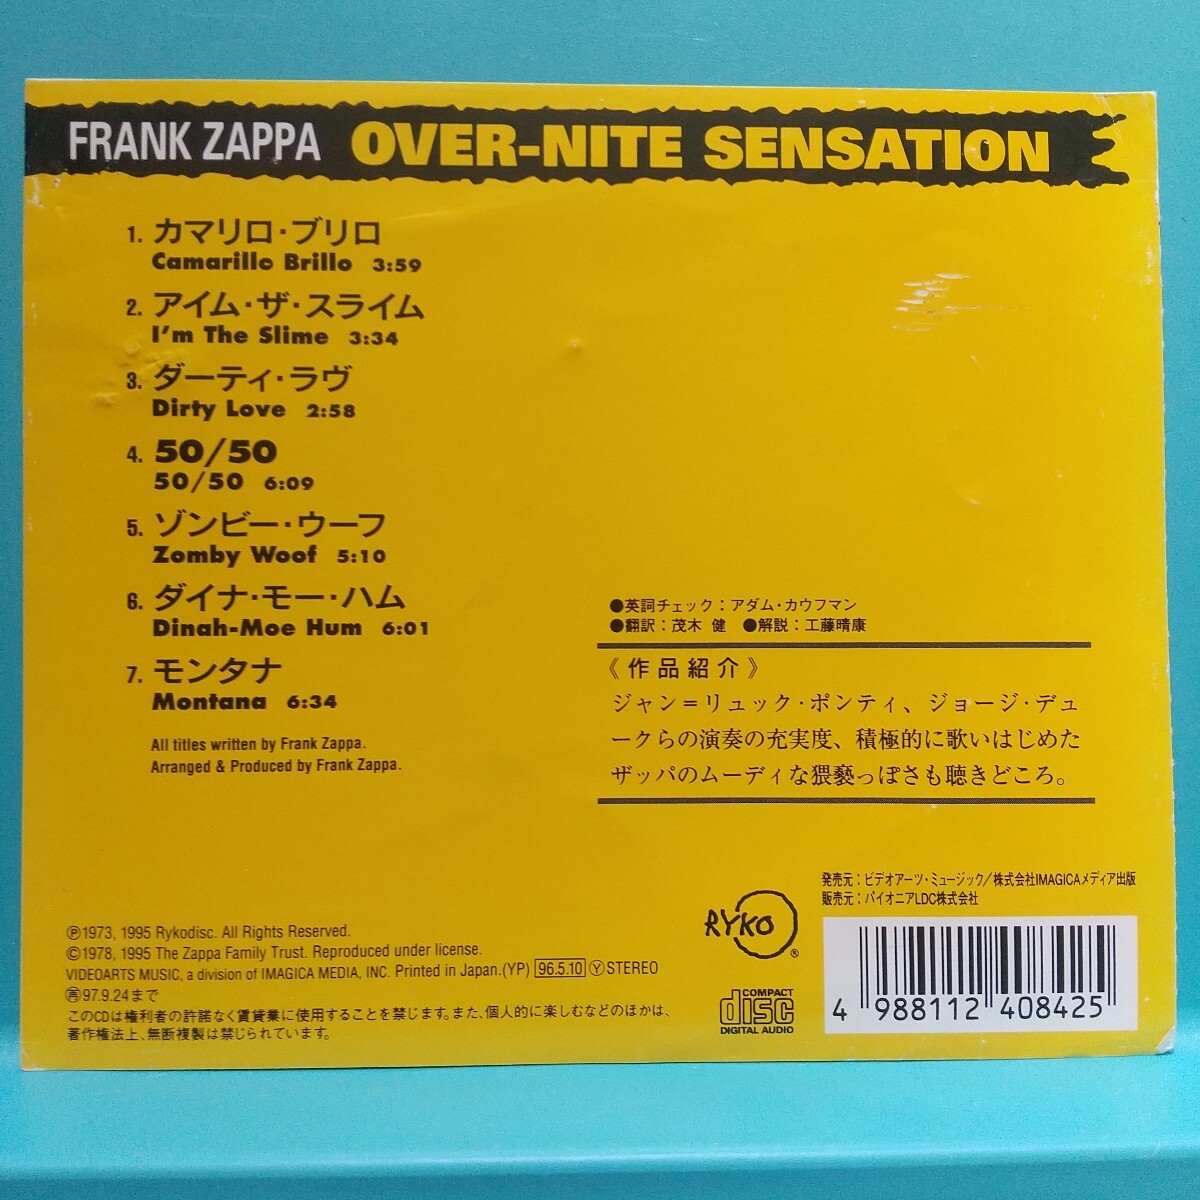 FRANK ZAPPA OVER-NITE SENSATION
1. カマリロ・ブリロ
Camarillo Brillo 3:59
2. アイム・ザ・スライム
I'm The Slime 3:34
3. ダーティ・ラヴ
Dirty Love 2:58
4. 50/50
50/50 6:09
5. ゾンビー・ウーフ
Zomby Woof 5:10
6. ダイナ・モー・ハム
Dinah-Moe Hum 6:01
7. モンタナ
Montana 6:34
All titles written by Frank Zappa.
Arranged & Produced by Frank Zappa.
●英詞チェック：アダム・カウフマン
●翻訳：茂木 健 ●解説：工藤晴康
《作品紹介》
ジャン＝リュック・ポンティ、ジョージ・デュ
ークらの演奏の充実度、積極的に歌いはじめた
ザッパのムーディな猥褻っぽさも聴きどころ。
発売元：ビデオアーツ・ミュージック／株式会社IMAGICAメディア出版
販売元：パイオニアLDC株式会社
RYKO ®
℗1973, 1995 Rykodisc. All Rights Reserved.
©1978, 1995 The Zappa Family Trust. Reproduced under license.
VIDEOARTS MUSIC, a division of IMAGICA MEDIA, INC. Printed in Japan.(YP) 96.5.10 Ⓨ STEREO
㊢97.9.24まで
このCDは権利者の許諾なく賃貸業に使用することを禁じます。また、個人的に楽しむなどのほかは、
著作権法上、無断複製は禁じられています。
COMPACT
disc
DIGITAL AUDIO
4 988112 408425